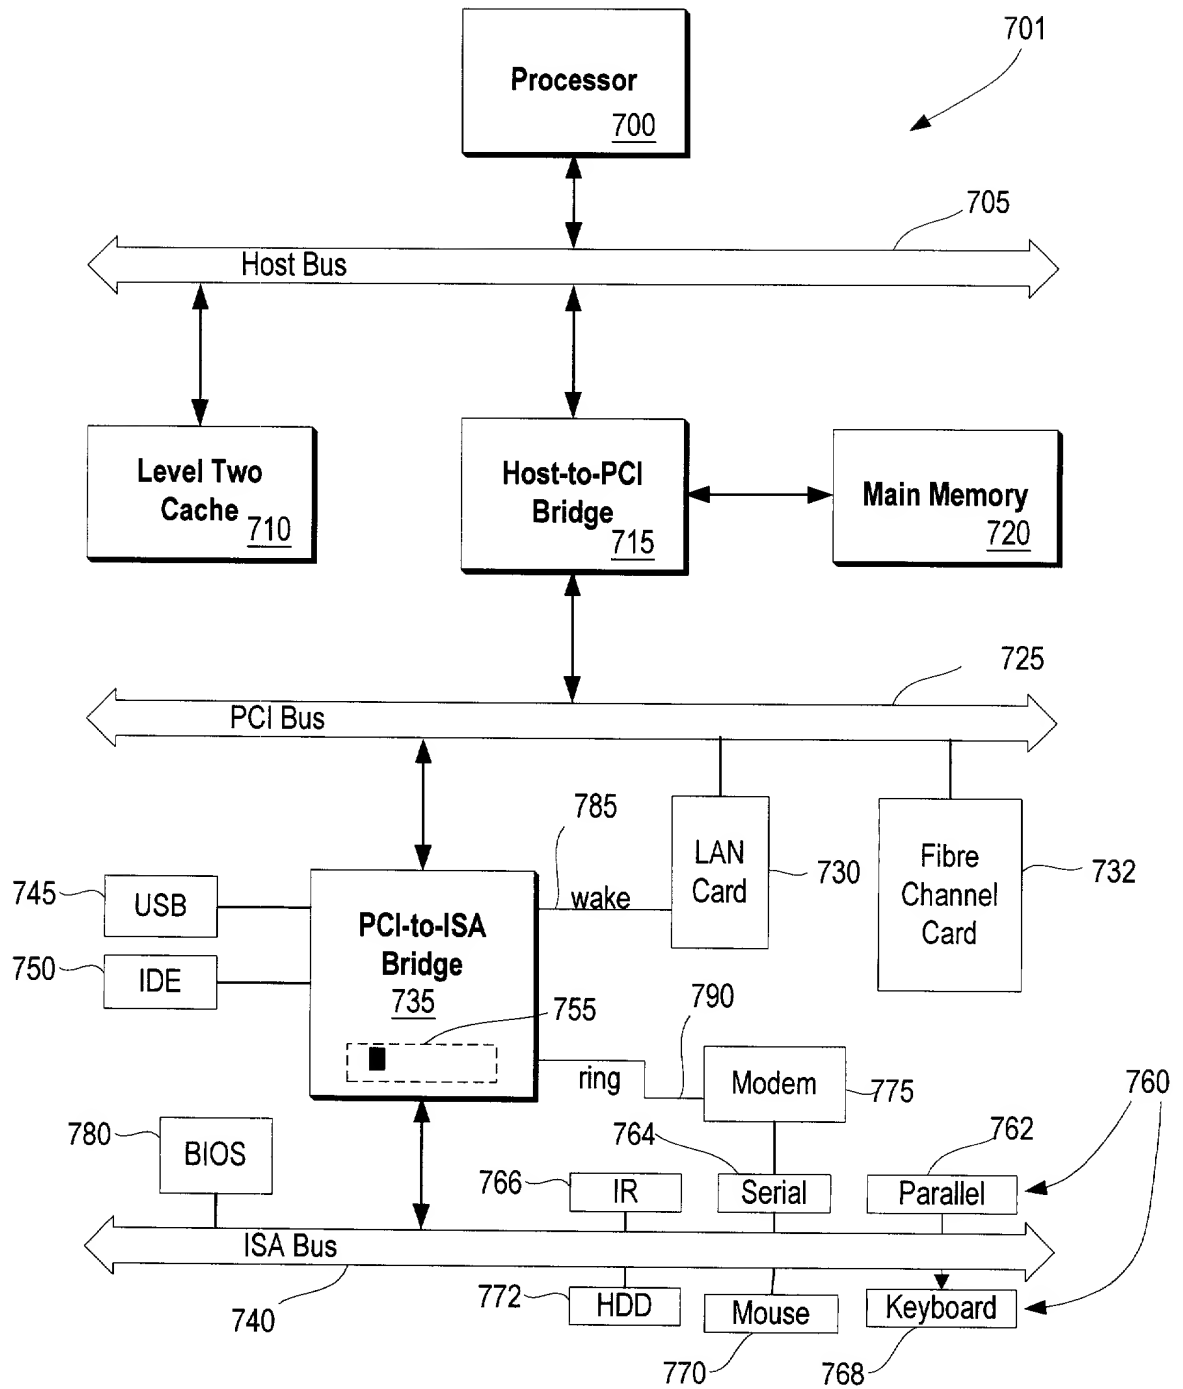 701
Processor
700
705
Host Bus
Level Two
Cache
710
Host-to-PCI
Bridge
715
Main Memory
720
725
PCI Bus
785
wake
LAN
Card
730
Fibre
Channel
Card
732
745
USB
750
IDE
PCI-to-ISA
Bridge
735
755
790
ring
Modem
775
760
780
BIOS
766
IR
764
Serial
762
Parallel
ISA Bus
740
772
HDD
Mouse
770
Keyboard
768